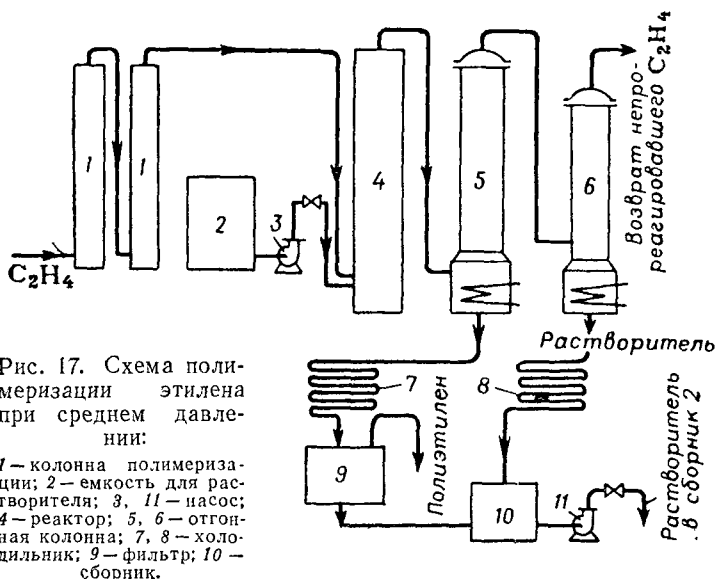 C₂H₄
1
1
2
3
4
5
6
C₂H₄
Возврат непро-
реагировавшего
Растворитель
7
8
Полиэтилен
9
10
11
Растворитель
в сборник 2
Рис. 17. Схема поли-
меризации этилена
при среднем давле-
нии:
1 — колонна полимериза-
ции; 2 — емкость для рас-
творителя; 3, 11 — насос;
4 — реактор; 5, 6 — отгон-
ная колонна; 7, 8 — холо-
дильник; 9 — фильтр; 10 —
сборник.